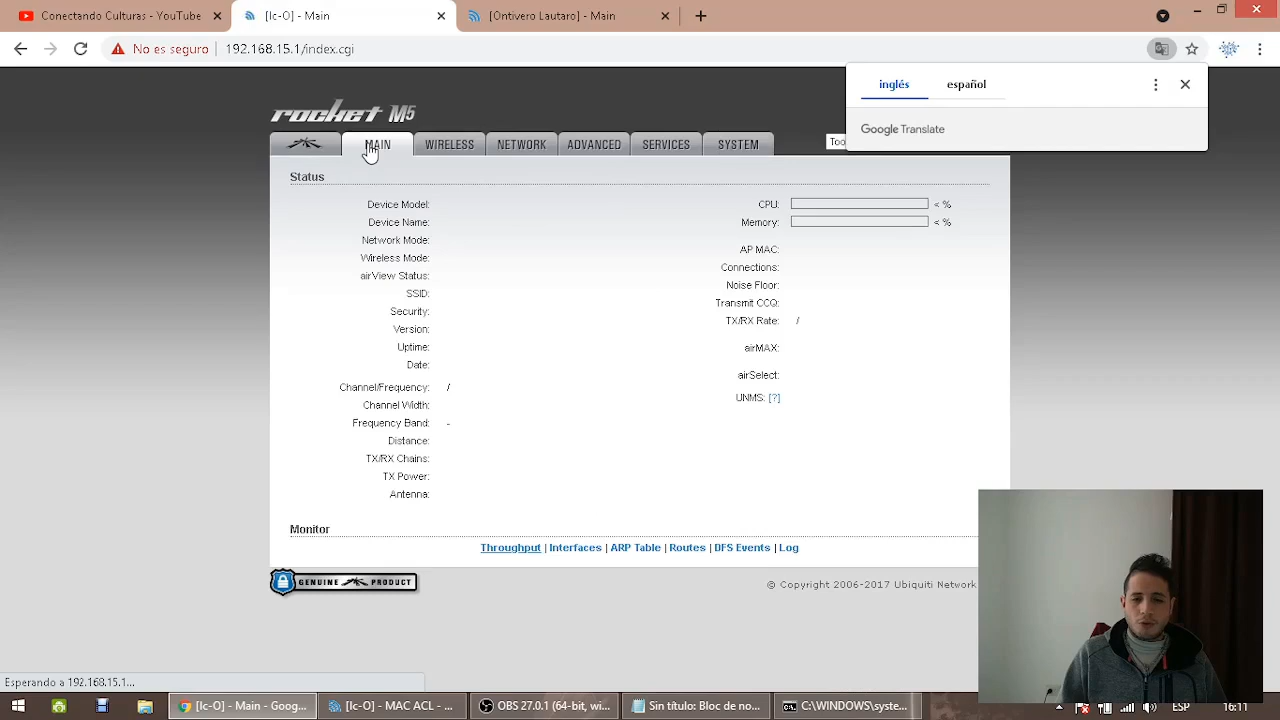 Conectando Culturas - YouTube
[lc-O] - Main
[Ontivero Lautaro] - Main
No es seguro
192.168.15.1/index.cgi
inglés
español
Google Translate
rocket M5
MAIN
WIRELESS
NETWORK
ADVANCED
SERVICES
SYSTEM
Too
Status
Device Model:
CPU:
< %
Device Name:
Memory:
< %
Network Mode:
Wireless Mode:
AP MAC:
airView Status:
Connections:
SSID:
Noise Floor:
Security:
Transmit CCQ:
Version:
TX/RX Rate: /
Uptime:
airMAX:
Date:
airSelect:
Channel/Frequency: /
UNMS: [?]
Channel Width:
Frequency Band: -
Distance:
TX/RX Chains:
TX Power:
Antenna:
Monitor
Throughput | Interfaces | ARP Table | Routes | DFS Events | Log
GENUINE PRODUCT
© Copyright 2006-2017 Ubiquiti Network
Esperando a 192.168.15.1...
[lc-O] - Main - Goog...
[lc-O] - MAC ACL - ...
OBS 27.0.1 (64-bit, wi...
Sin título: Bloc de no...
C:\WINDOWS\syste...